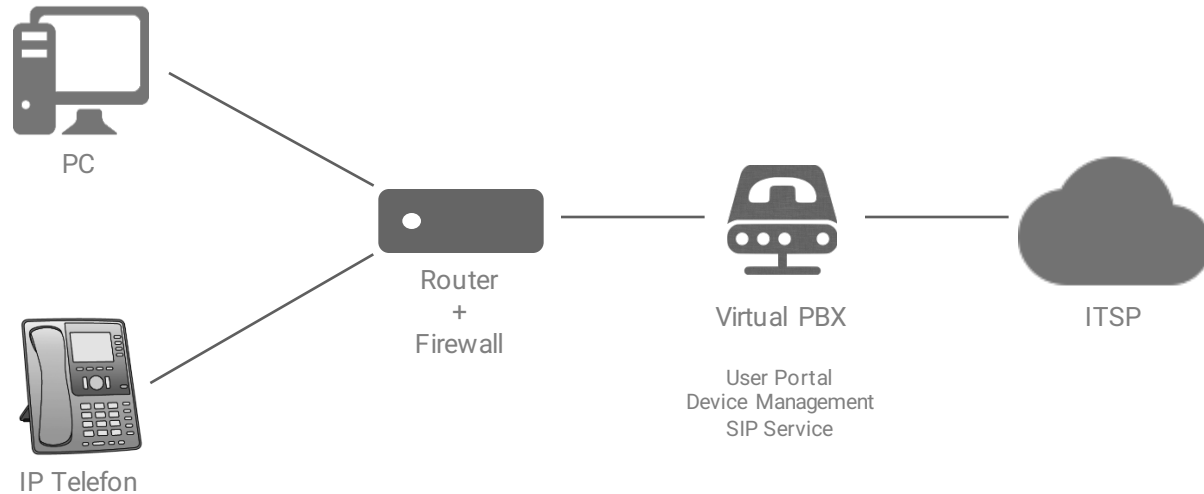 PC
Router
+
Firewall
Virtual PBX
User Portal
Device Management
SIP Service
ITSP
IP Telefon